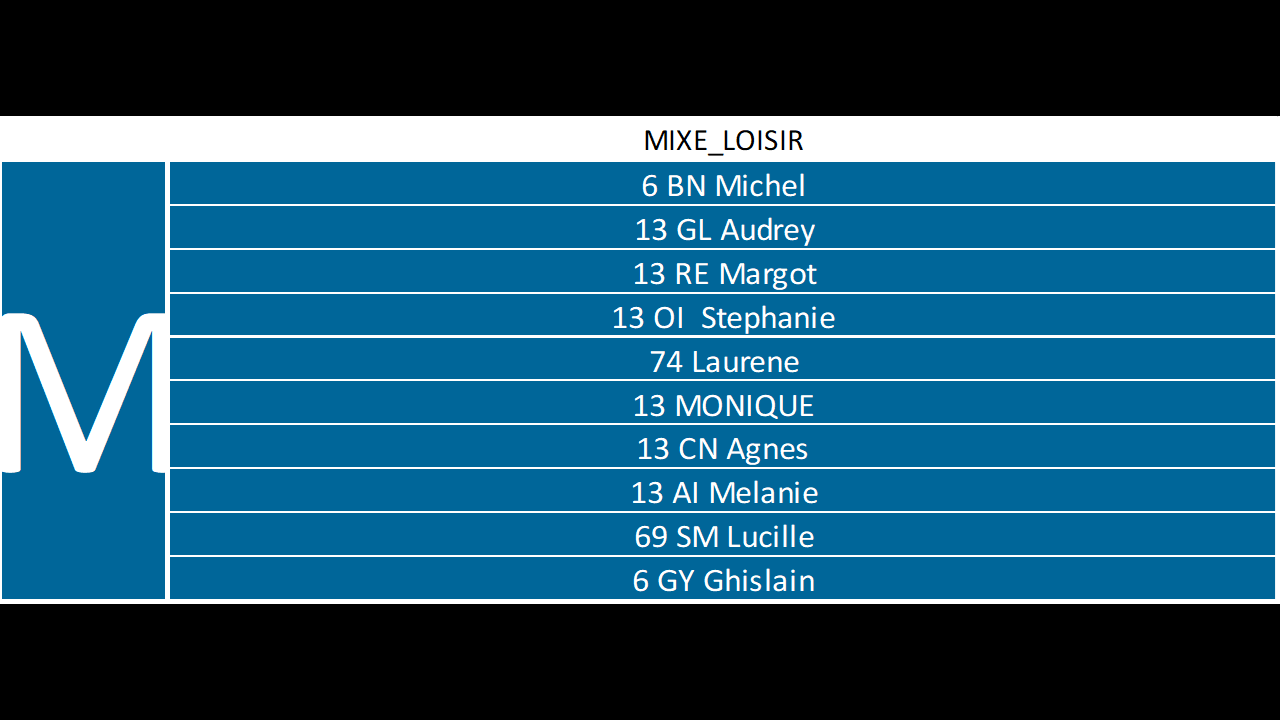 MIXE_LOISIR
M
6 BN Michel
13 GL Audrey
13 RE Margot
13 OI  Stephanie
74 Laurene
13 MONIQUE
13 CN Agnes
13 AI Melanie
69 SM Lucille
6 GY Ghislain